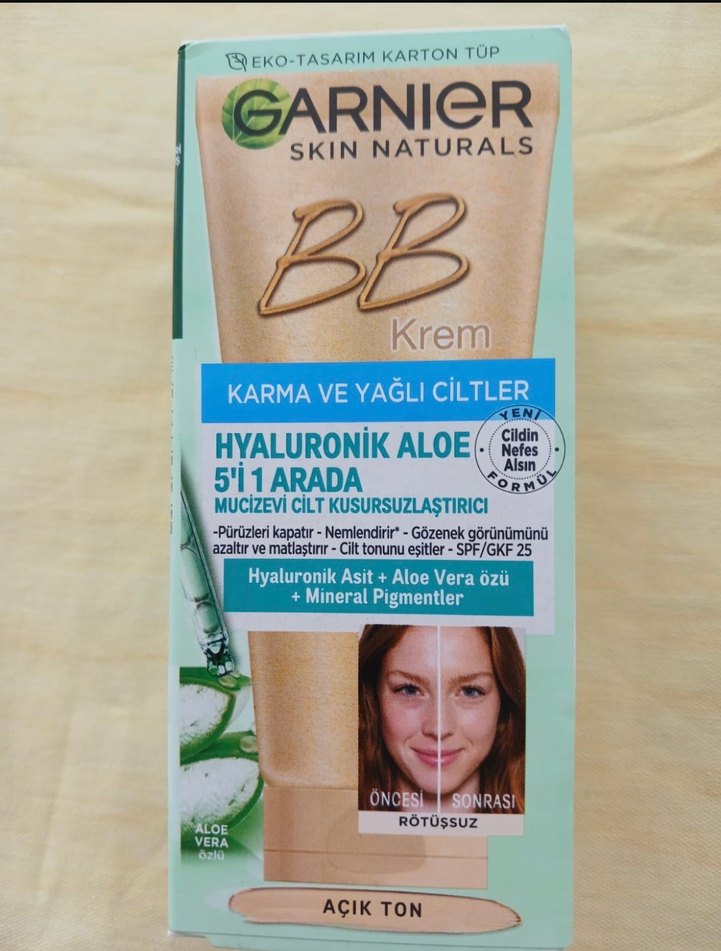 EKO-TASARIM KARTON TÜP
GARNIER
SKIN NATURALS
BB
Krem
KARMA VE YAĞLI CİLTLER
HYALURONİK ALOE
5'İ 1 ARADA
MUCİZEVİ CİLT KUSURSUZLAŞTIRICI
YENİ
Cildin
Nefes
Alsın
FORMÜL
-Pürüzleri kapatır - Nemlendirir* - Gözenek görünümünü
azaltır ve matlaştırır - Cilt tonunu eşitler - SPF/GKF 25
Hyaluronik Asit + Aloe Vera özü
+ Mineral Pigmentler
ÖNCESİ SONRASI
RÖTÜŞSUZ
ALOE
VERA
özlü
AÇIK TON